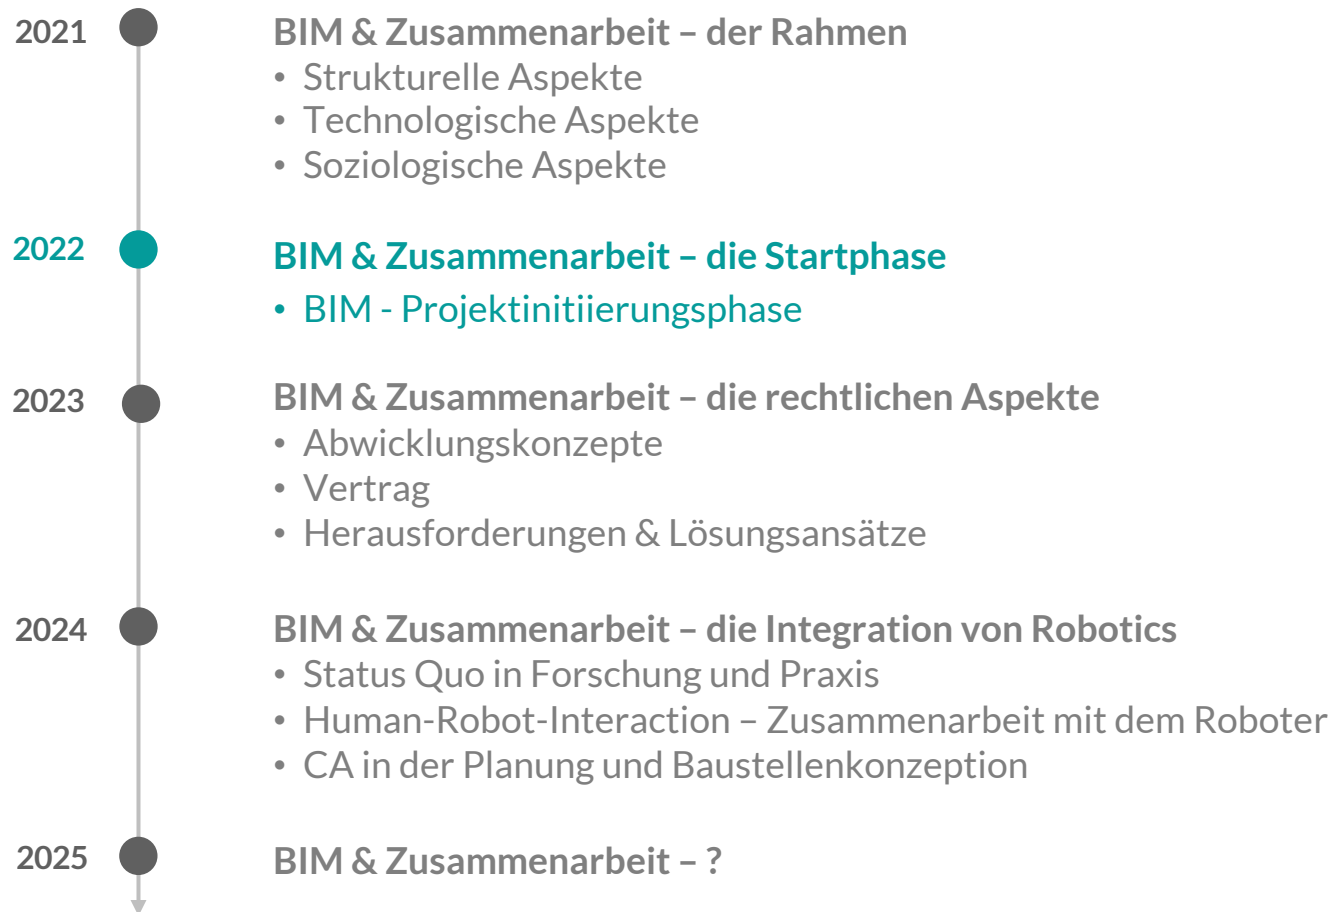 2021
BIM & Zusammenarbeit – der Rahmen
• Strukturelle Aspekte
• Technologische Aspekte
• Soziologische Aspekte
2022
BIM & Zusammenarbeit – die Startphase
• BIM - Projektinitiierungsphase
2023
BIM & Zusammenarbeit – die rechtlichen Aspekte
• Abwicklungskonzepte
• Vertrag
• Herausforderungen & Lösungsansätze
2024
BIM & Zusammenarbeit – die Integration von Robotics
• Status Quo in Forschung und Praxis
• Human-Robot-Interaction – Zusammenarbeit mit dem Roboter
• CA in der Planung und Baustellenkonzeption
2025
BIM & Zusammenarbeit – ?